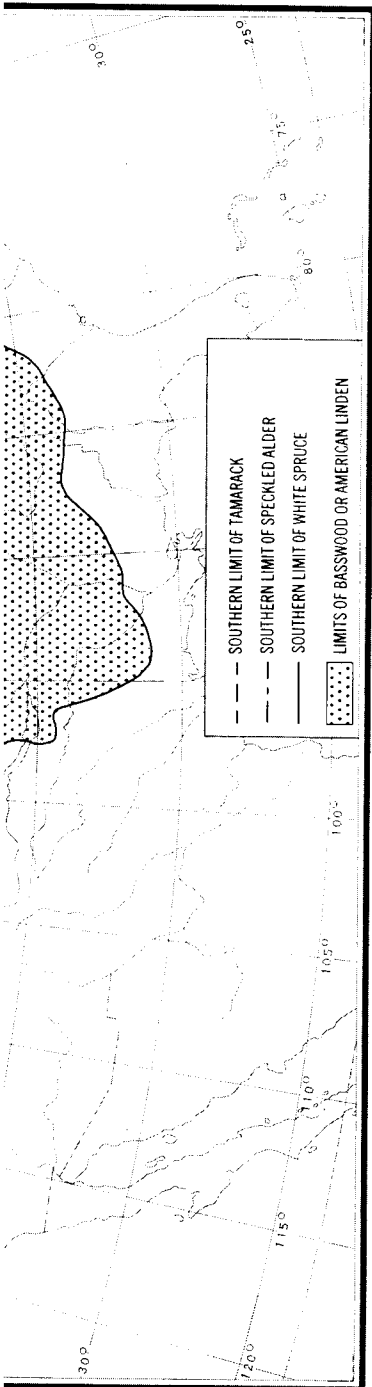 30°
25°
75°
80°
— — — SOUTHERN LIMIT OF TAMARACK
— - — - — SOUTHERN LIMIT OF SPECKLED ALDER
——— SOUTHERN LIMIT OF WHITE SPRUCE
LIMITS OF BASSWOOD OR AMERICAN LINDEN
100°
105°
110°
115°
120°
30°